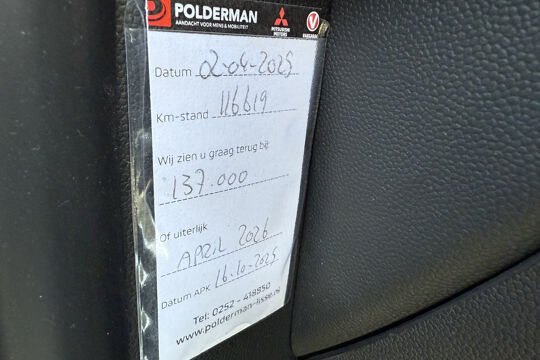 POLDERMAN
AANDACHT VOOR MENS & MOBILITEIT
MITSUBISHI
MOTORS
VAKGARAGE
Datum 02-04-2025
Km-stand 116619
Wij zien u graag terug bij:
137.000
Of uiterlijk
APRIL 2026
Datum APK 16-10-2025
Tel: 0252 - 418850
www.polderman-lisse.nl